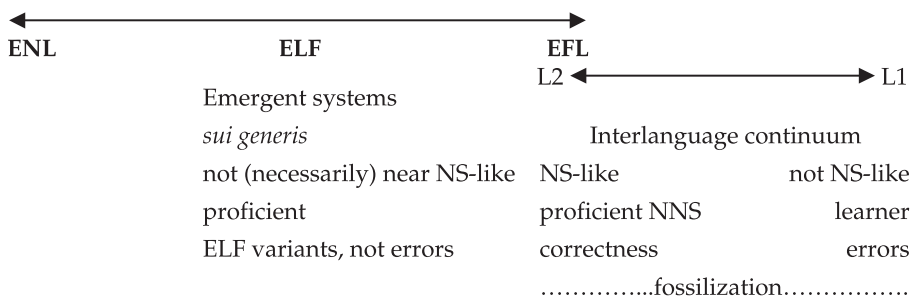 ENL ELF EFL
L2 L1
Emergent systems
sui generis Interlanguage continuum
not (necessarily) near NS-like NS-like not NS-like
proficient proficient NNS learner
ELF variants, not errors correctness errors
…………...fossilization…………….